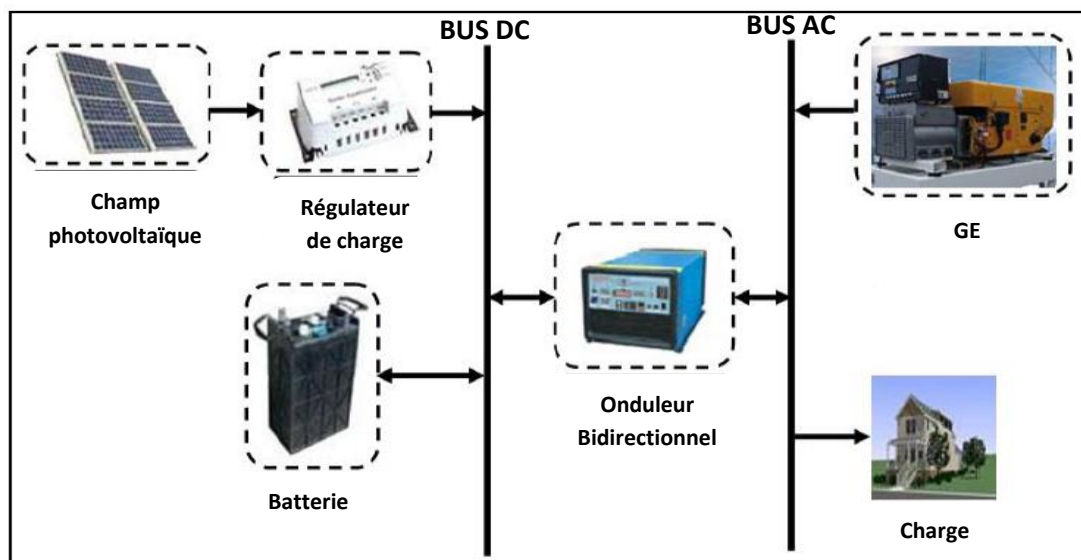 BUS DC
BUS AC
Champ
photovoltaïque
Régulateur
de charge
GE
Onduleur
Bidirectionnel
Batterie
Charge